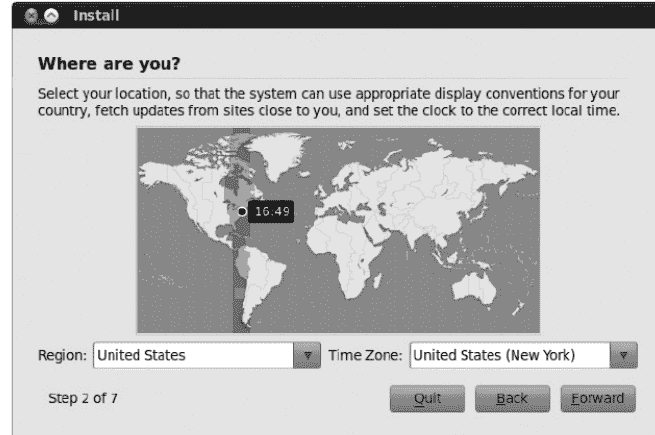 Install
Where are you?
Select your location, so that the system can use appropriate display conventions for your
country, fetch updates from sites close to you, and set the clock to the correct local time.
16.49
Region: United States Time Zone: United States (New York)
Step 2 of 7 Quit Back Forward